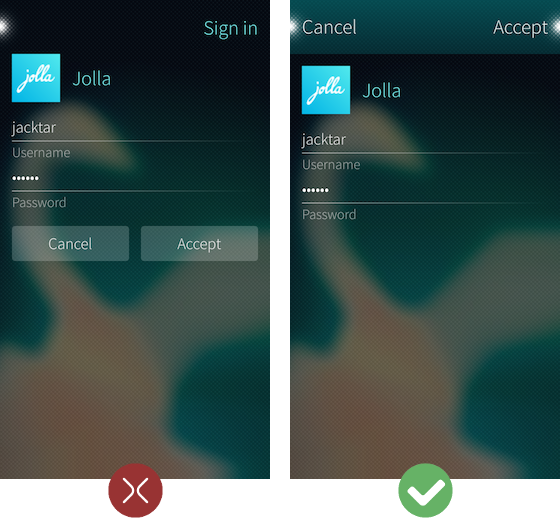 Sign in
jolla
Jolla
jacktar
Username
••••••
Password
Cancel Accept
Cancel Accept
jolla
Jolla
jacktar
Username
••••••
Password